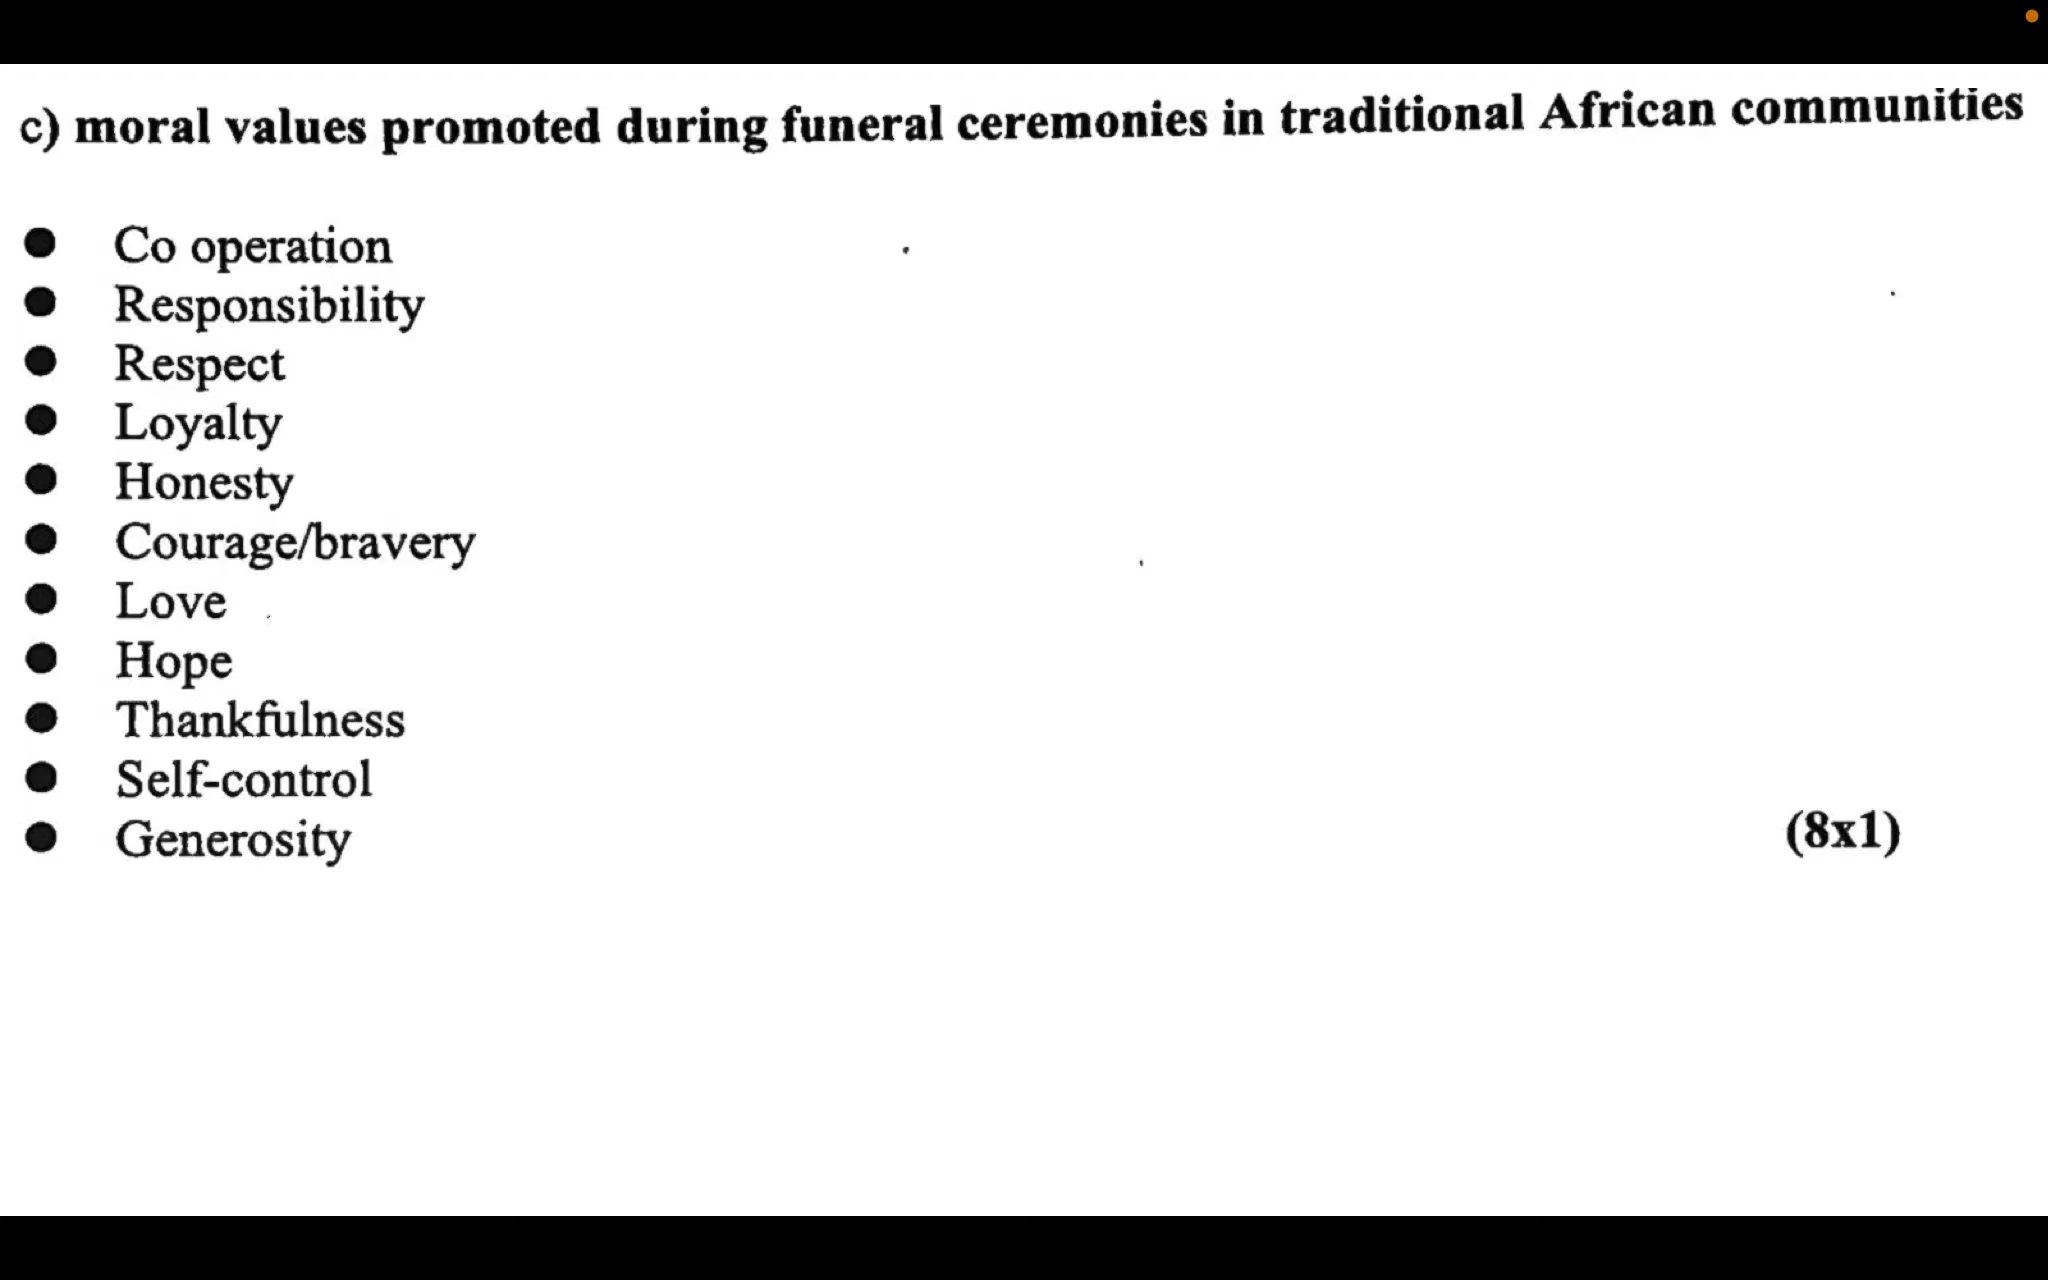 c) moral values promoted during funeral ceremonies in traditional African communities
● Co operation
● Responsibility
● Respect
● Loyalty
● Honesty
● Courage/bravery
● Love
● Hope
● Thankfulness
● Self-control
● Generosity
(8x1)